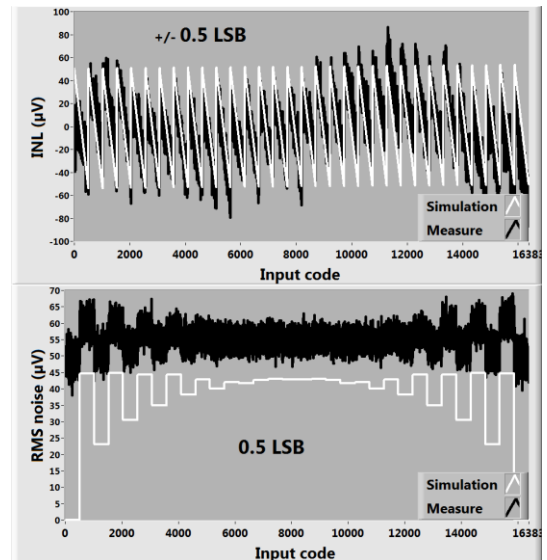 +/- 0.5 LSB
INL (µV)
100
80
60
40
20
0
-20
-40
-60
-80
-100
0 2000 4000 6000 8000 10000 12000 14000 16383
Input code
Simulation
Measure
RMS noise (µV)
70
65
60
55
50
45
40
35
30
25
20
15
10
5
0
0.5 LSB
Simulation
Measure
0 2000 4000 6000 8000 10000 12000 14000 16383
Input code